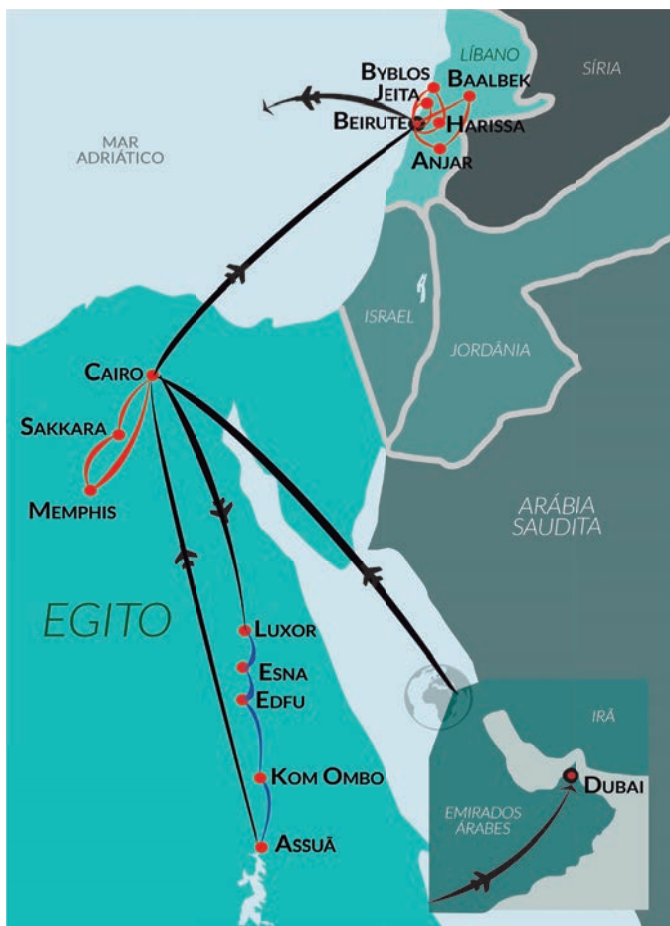 LÍBANO
SÍRIA
BYBLOS
BAALBEK
JEITA
BEIRUTE
HARISSA
ANJAR
MAR
ADRIÁTICO
ISRAEL
JORDÂNIA
CAIRO
SAKKARA
MEMPHIS
ARÁBIA
SAUDITA
EGITO
LUXOR
ESNA
EDFU
KOM OMBO
ASSUÃ
IRÃ
DUBAI
EMIRADOS
ÁRABES